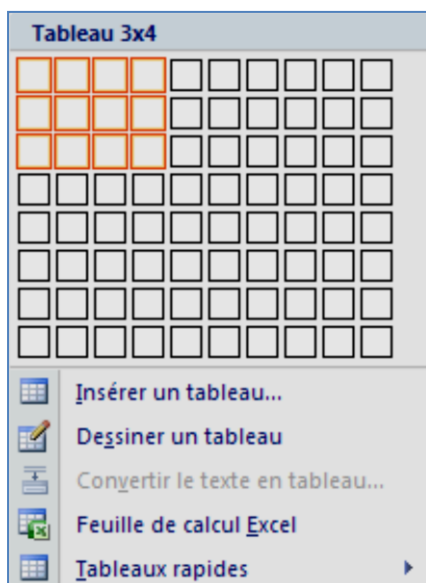 Tableau 3x4
Insérer un tableau...
Dessiner un tableau
Convertir le texte en tableau...
Feuille de calcul Excel
Tableaux rapides